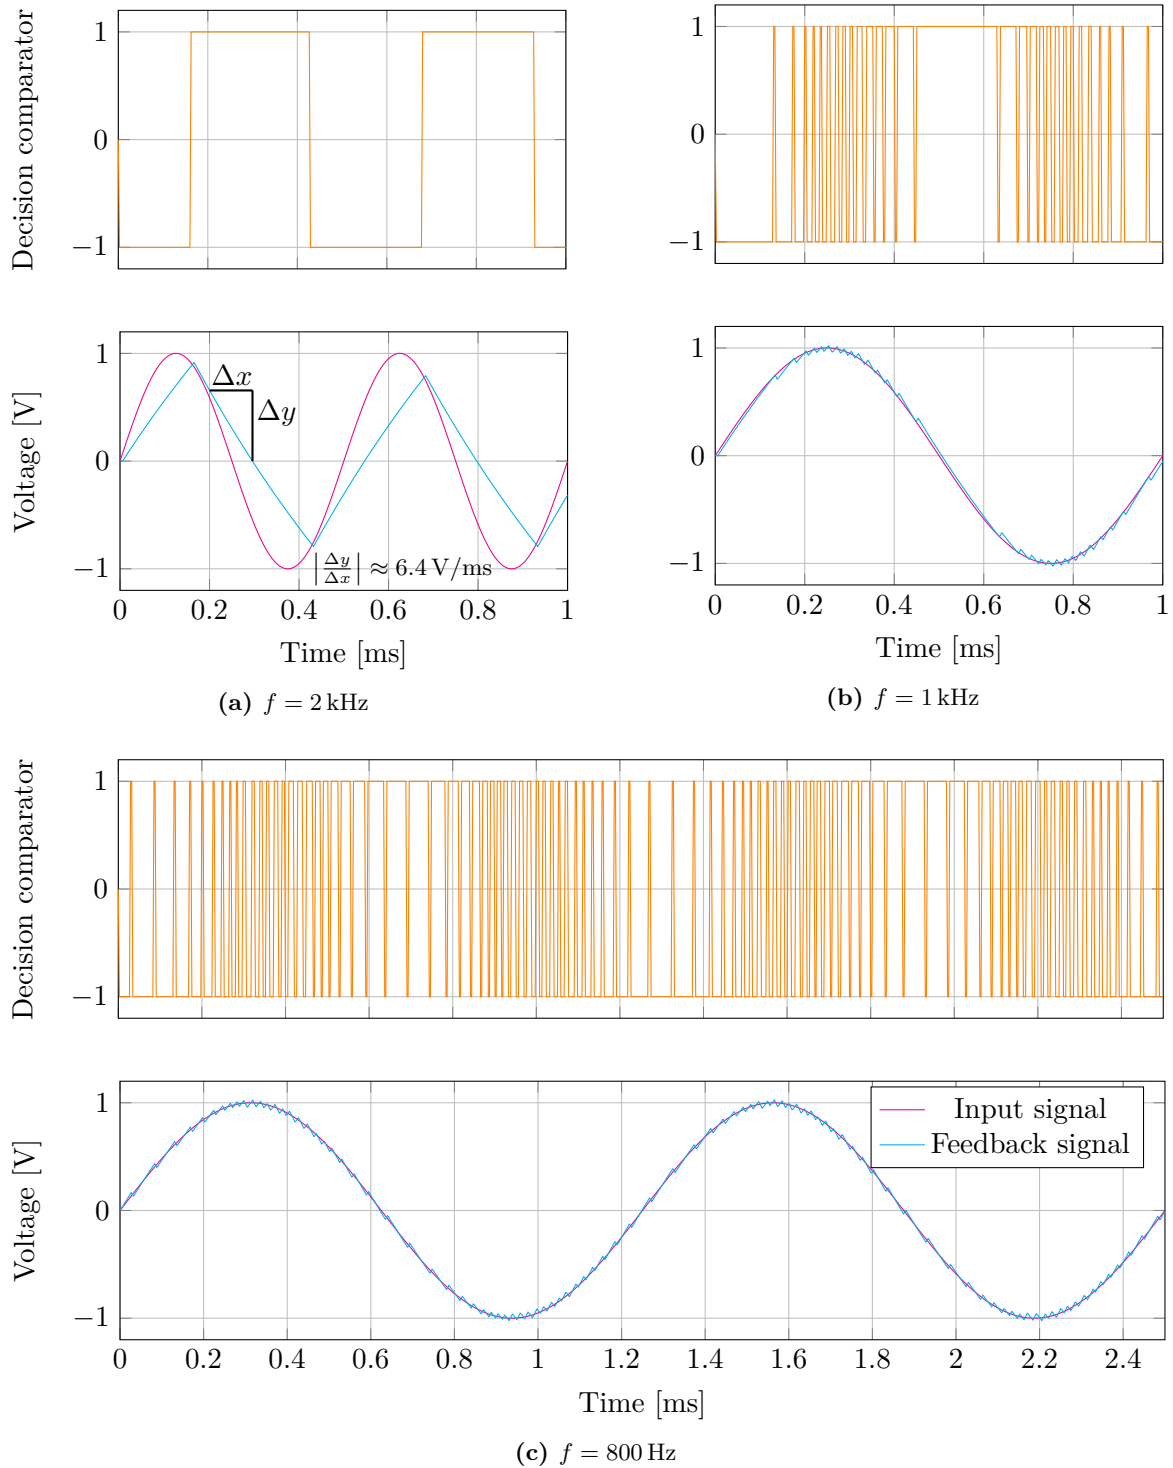 Decision comparator
1
0
−1
1
0
−1
Voltage [V]
1
0
−1
Δx
Δy
|Δy/Δx| ≈ 6.4 V/ms
0 0.2 0.4 0.6 0.8 1
Time [ms]
(a) f = 2 kHz
1
0
−1
0 0.2 0.4 0.6 0.8 1
Time [ms]
(b) f = 1 kHz
Decision comparator
1
0
−1
Voltage [V]
1
0
−1
Input signal
Feedback signal
0 0.2 0.4 0.6 0.8 1 1.2 1.4 1.6 1.8 2 2.2 2.4
Time [ms]
(c) f = 800 Hz